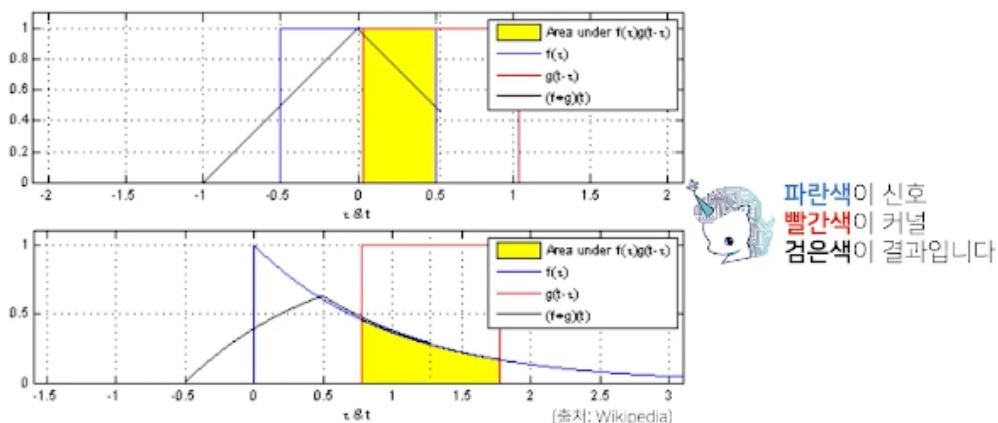 1
0.8
0.6
0.4
0.2
0
-2 -1.5 -1 -0.5 0 0.5 1 1.5 2
τ & t
Area under f(τ)g(t-τ)
f(τ)
g(t-τ)
(f∗g)(t)
파란색이 신호
빨간색이 커널
검은색이 결과입니다
1
0.5
0
-1.5 -1 -0.5 0 0.5 1 1.5 2 2.5 3
τ & t
Area under f(τ)g(t-τ)
f(τ)
g(t-τ)
(f∗g)(t)
(출처: Wikipedia)